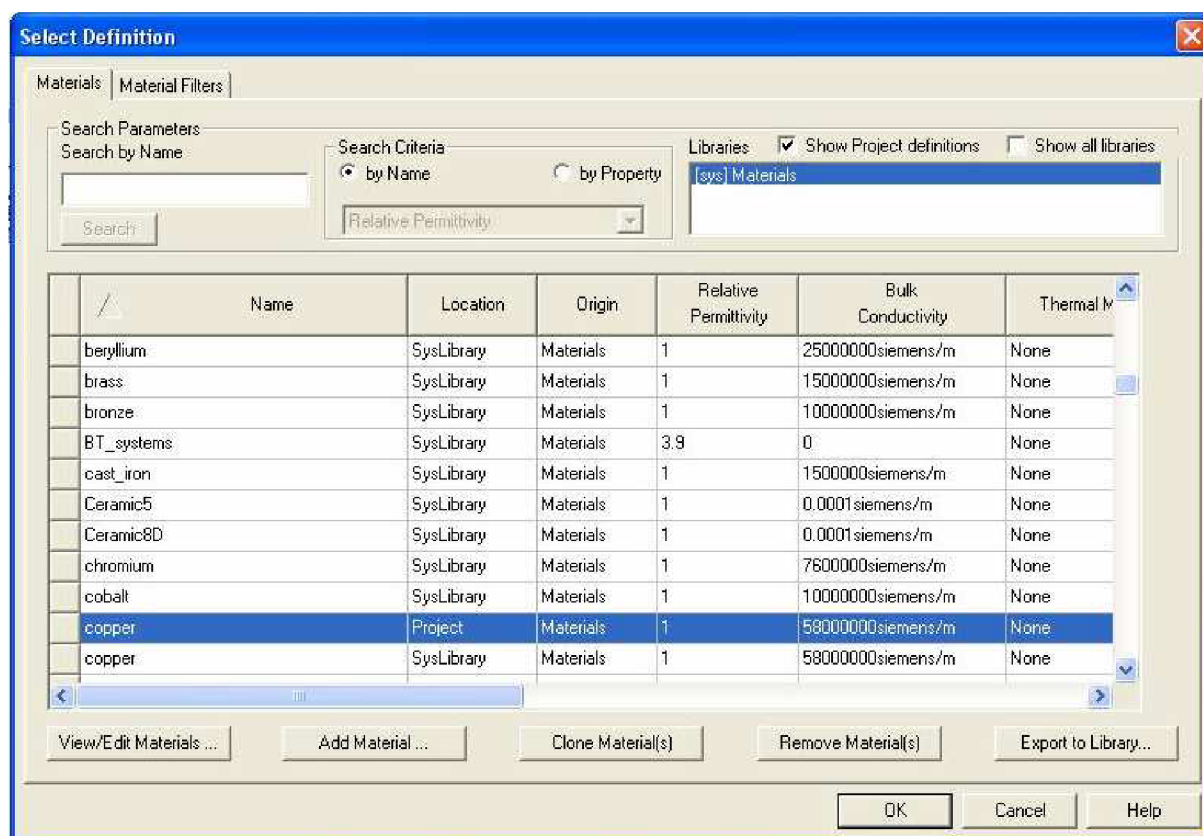 Select Definition
Materials Material Filters
Search Parameters
Search by Name
Search Criteria
by Name by Property
Relative Permittivity
Search
Libraries Show Project definitions Show all libraries
[sys] Materials
Name Location Origin Relative Permittivity Bulk Conductivity Thermal M
beryllium SysLibrary Materials 1 25000000siemens/m None
brass SysLibrary Materials 1 15000000siemens/m None
bronze SysLibrary Materials 1 10000000siemens/m None
BT_systems SysLibrary Materials 3.9 0 None
cast_iron SysLibrary Materials 1 1500000siemens/m None
Ceramic5 SysLibrary Materials 1 0.0001siemens/m None
Ceramic8D SysLibrary Materials 1 0.0001siemens/m None
chromium SysLibrary Materials 1 7600000siemens/m None
cobalt SysLibrary Materials 1 10000000siemens/m None
copper Project Materials 1 58000000siemens/m None
copper SysLibrary Materials 1 58000000siemens/m None
View/Edit Materials ... Add Material ... Clone Material(s) Remove Material(s) Export to Library...
OK Cancel Help